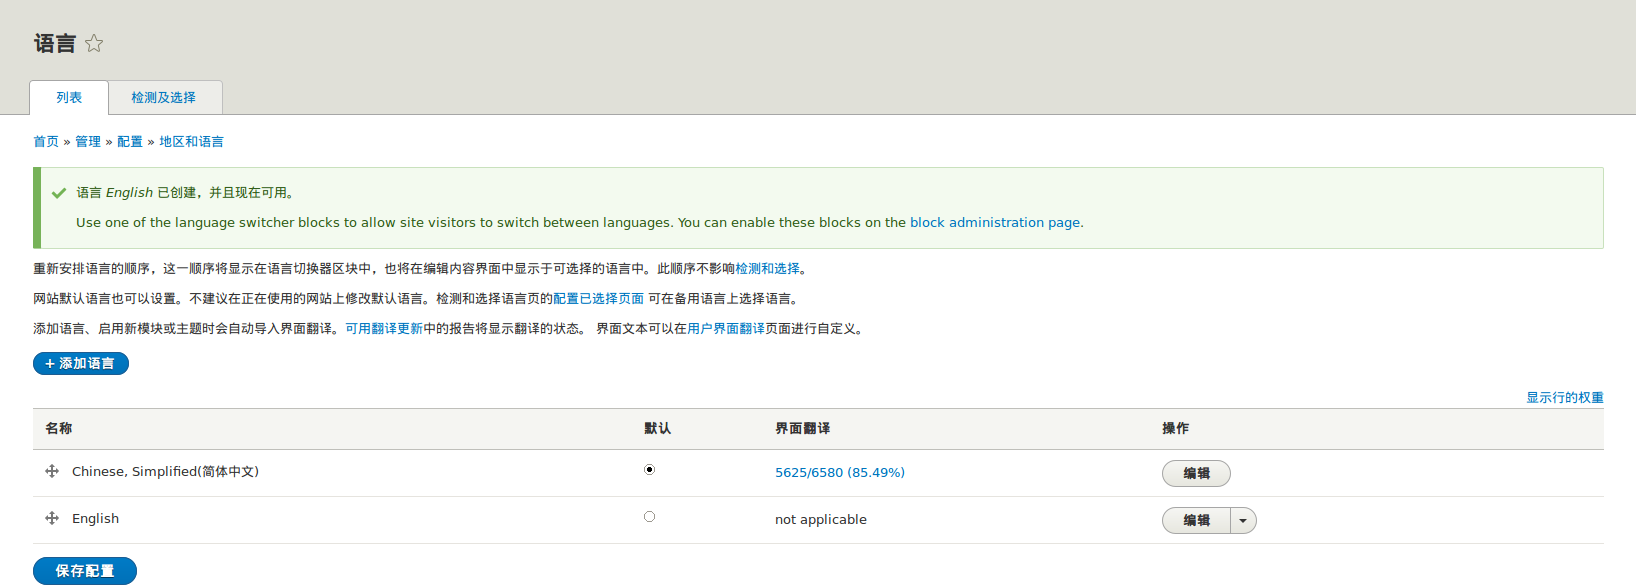 语言
列表 检测及选择
首页 » 管理 » 配置 » 地区和语言
语言 English 已创建，并且现在可用。
Use one of the language switcher blocks to allow site visitors to switch between languages. You can enable these blocks on the block administration page.
重新安排语言的顺序，这一顺序将显示在语言切换器区块中，也将在编辑内容界面中显示于可选择的语言中。此顺序不影响检测和选择。
网站默认语言也可以设置。不建议在正在使用的网站上修改默认语言。检测和选择语言页的配置已选择页面 可在备用语言上选择语言。
添加语言、启用新模块或主题时会自动导入界面翻译。可用翻译更新中的报告将显示翻译的状态。 界面文本可以在用户界面翻译页面进行自定义。
+ 添加语言
显示行的权重
名称 默认 界面翻译 操作
Chinese, Simplified(简体中文) 5625/6580 (85.49%) 编辑
English not applicable 编辑
保存配置